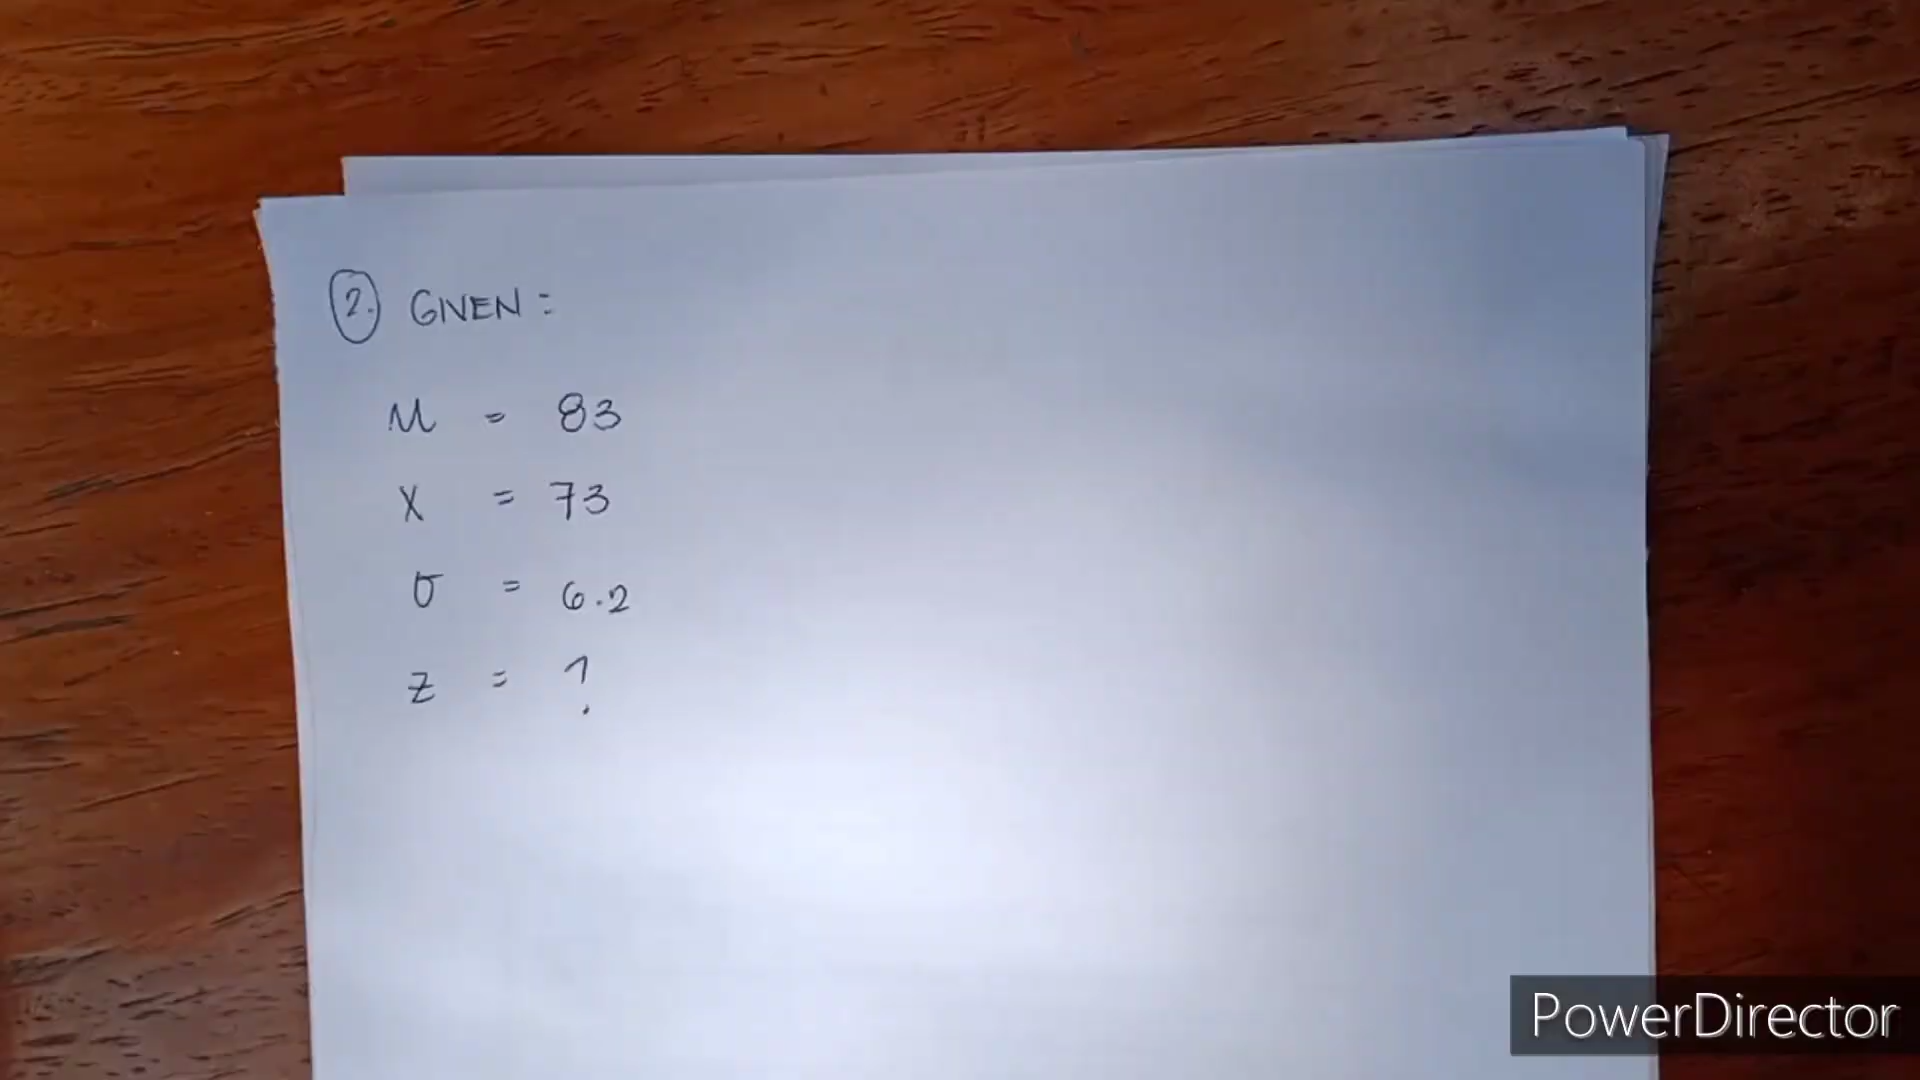 2. GIVEN:
μ = 83
X = 73
σ = 6.2
z = ?
PowerDirector